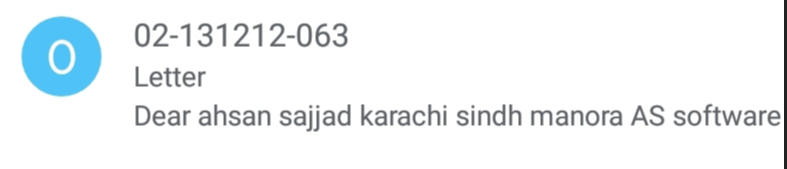 O
02-131212-063
Letter
Dear ahsan sajjad karachi sindh manora AS software